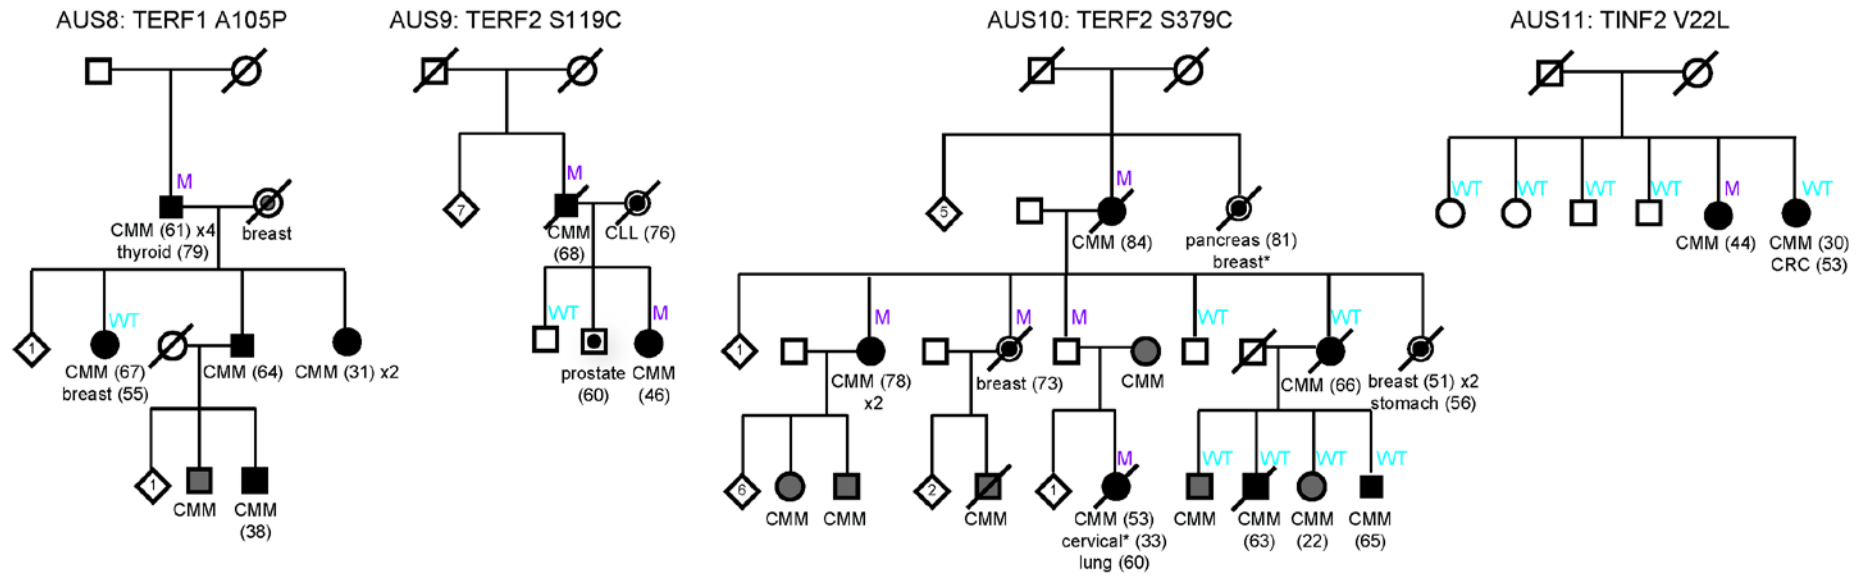 AUS8: TERF1 A105P
AUS9: TERF2 S119C
AUS10: TERF2 S379C
AUS11: TINF2 V22L
M
CMM (61) x4
thyroid (79)
breast
WT
1
CMM (67)
breast (55)
CMM (64)
CMM (31) x2
1
CMM
CMM
(38)
M
7
CMM
(68)
CLL (76)
WT
M
prostate
(60)
CMM
(46)
M
5
CMM (84)
pancreas (81)
breast*
M
M
M
WT
WT
1
CMM (78)
x2
breast (73)
CMM
CMM (66)
breast (51) x2
stomach (56)
M
WT
WT
WT
WT
6
CMM
CMM
2
CMM
1
CMM (53)
cervical* (33)
lung (60)
CMM
CMM
(63)
CMM
(22)
CMM
(65)
WT
WT
WT
WT
M
WT
CMM (44)
CMM (30)
CRC (53)